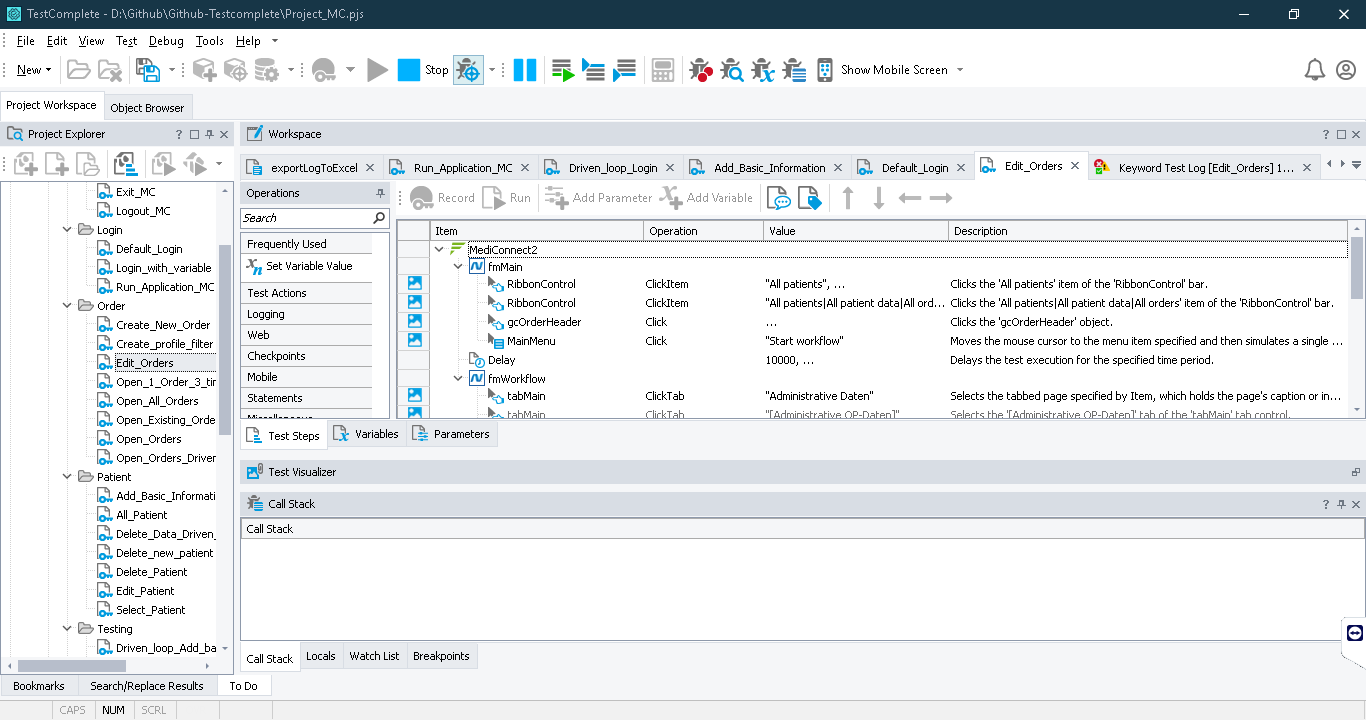 TestComplete - D:\Github\Github-Testcomplete\Project_MC.pjs
File Edit View Test Debug Tools Help
New Stop Show Mobile Screen
Project Workspace Object Browser
Project Explorer
Exit_MC
Logout_MC
Login
Default_Login
Login_with_variable
Run_Application_MC
Order
Create_New_Order
Create_profile_filter
Edit_Orders
Open_1_Order_3_tir
Open_All_Orders
Open_Existing_Orde
Open_Orders
Open_Orders_Driver
Patient
Add_Basic_Informati
All_Patient
Delete_Data_Driven_
Delete_new_patient
Delete_Patient
Edit_Patient
Select_Patient
Testing
Driven_loop_Add_ba
Workspace
exportLogToExcel Run_Application_MC Driven_loop_Login Add_Basic_Information Default_Login Edit_Orders Keyword Test Log [Edit_Orders] 1...
Operations
Search
Frequently Used
Set Variable Value
Test Actions
Logging
Web
Checkpoints
Mobile
Statements
Record Run Add Parameter Add Variable
Item Operation Value Description
MediConnect2
fmMain
RibbonControl ClickItem "All patients", ... Clicks the 'All patients' item of the 'RibbonControl' bar.
RibbonControl ClickItem "All patients|All patient data|All ord... Clicks the 'All patients|All patient data|All orders' item of the 'RibbonControl' bar.
gcOrderHeader Click ... Clicks the 'gcOrderHeader' object.
MainMenu Click "Start workflow" Moves the mouse cursor to the menu item specified and then simulates a single ...
Delay 10000, ... Delays the test execution for the specified time period.
fmWorkflow
tabMain ClickTab "Administrative Daten" Selects the tabbed page specified by Item, which holds the page's caption or in...
tabMain ClickTab "[Administrative OP-Daten]" Selects the '[Administrative OP-Daten]' tab of the 'tabMain' tab control.
Test Steps Variables Parameters
Test Visualizer
Call Stack
Call Stack
Call Stack Locals Watch List Breakpoints
Bookmarks Search/Replace Results To Do
CAPS NUM SCRL